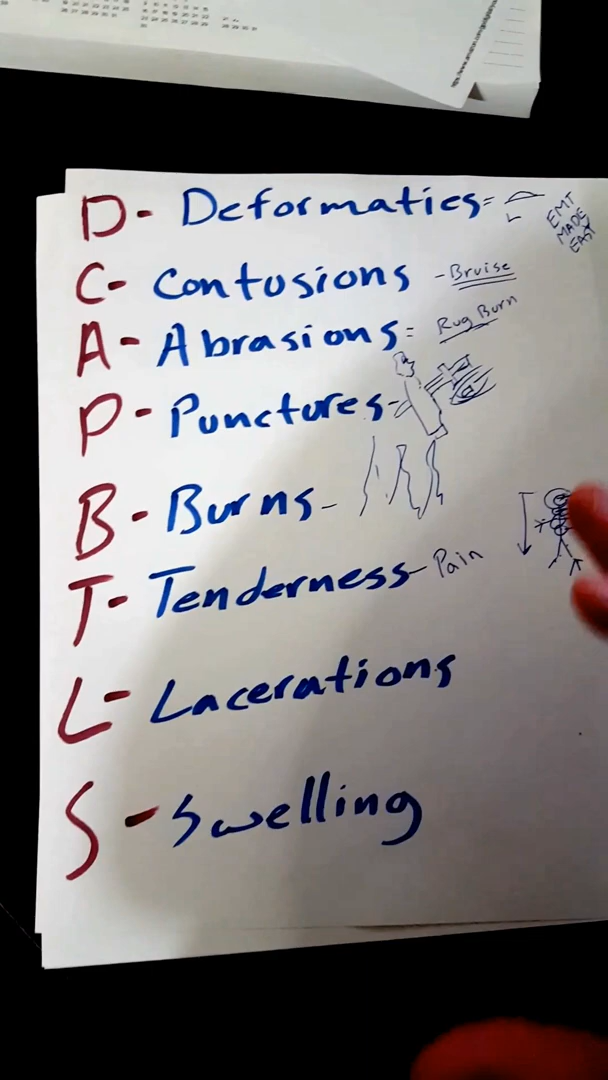 D- Deformaties=
EMT
MADE
EASY
C- Contusions - Bruise
A- Abrasions= Rug Burn
P- Punctures-
B- Burns-
T- Tenderness- Pain
L- Lacerations
S- Swelling